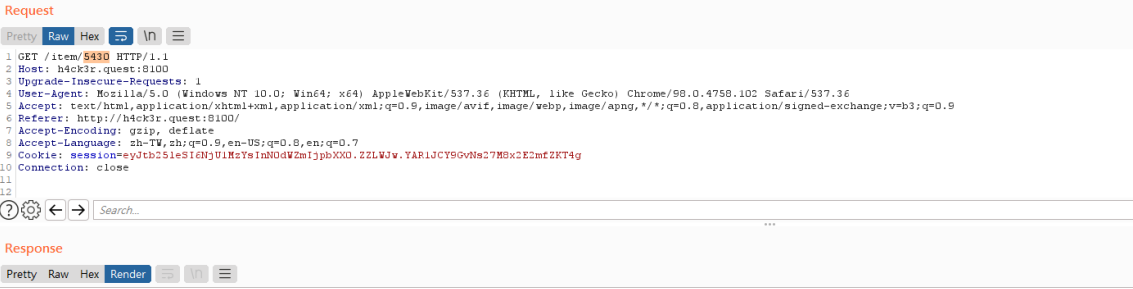 Request
Pretty Raw Hex \n
1 GET /item/5430 HTTP/1.1
2 Host: h4ck3r.quest:8100
3 Upgrade-Insecure-Requests: 1
4 User-Agent: Mozilla/5.0 (Windows NT 10.0; Win64; x64) AppleWebKit/537.36 (KHTML, like Gecko) Chrome/98.0.4758.102 Safari/537.36
5 Accept: text/html,application/xhtml+xml,application/xml;q=0.9,image/avif,image/webp,image/apng,*/*;q=0.8,application/signed-exchange;v=b3;q=0.9
6 Referer: http://h4ck3r.quest:8100/
7 Accept-Encoding: gzip, deflate
8 Accept-Language: zh-TW,zh;q=0.9,en-US;q=0.8,en;q=0.7
9 Cookie:
10 Connection: close
11
12
? Search...
Response
Pretty Raw Hex Render \n